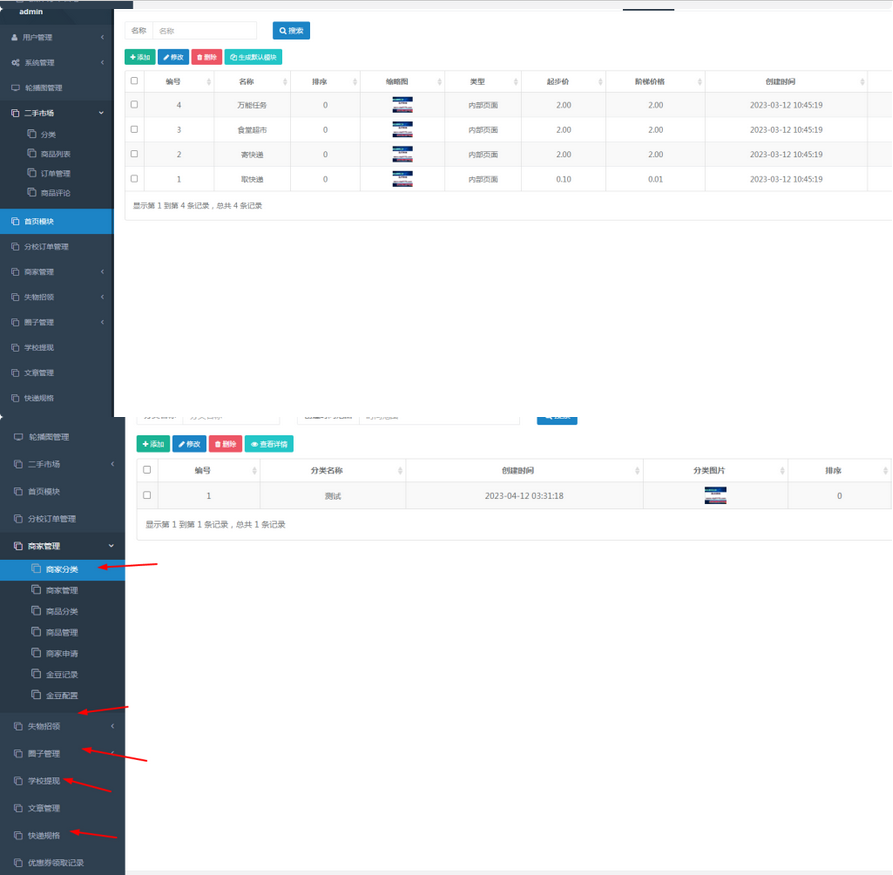 admin
用户管理
系统管理
轮播图管理
二手市场
分类
商品列表
订单管理
商品评论
首页模块
分校订单管理
商家管理
失物招领
圈子管理
学校提现
文章管理
快递规格
名称 名称 搜索
添加 修改 删除 生成默认模块
编号 名称 排序 缩略图 类型 起步价 阶梯价格 创建时间
4 万能任务 0 内部页面 2.00 2.00 2023-03-12 10:45:19
3 食堂超市 0 内部页面 2.00 2.00 2023-03-12 10:45:19
2 寄快递 0 内部页面 2.00 2.00 2023-03-12 10:45:19
1 取快递 0 内部页面 0.10 0.01 2023-03-12 10:45:19
显示第 1 到第 4 条记录，总共 4 条记录
轮播图管理
二手市场
首页模块
分校订单管理
商家管理
商家分类
商家管理
商品分类
商品管理
商家申请
金豆记录
金豆配置
失物招领
圈子管理
学校提现
文章管理
快递规格
优惠券领取记录
添加 修改 删除 查看详情
编号 分类名称 创建时间 分类图片 排序
1 测试 2023-04-12 03:31:18 0
显示第 1 到第 1 条记录，总共 1 条记录